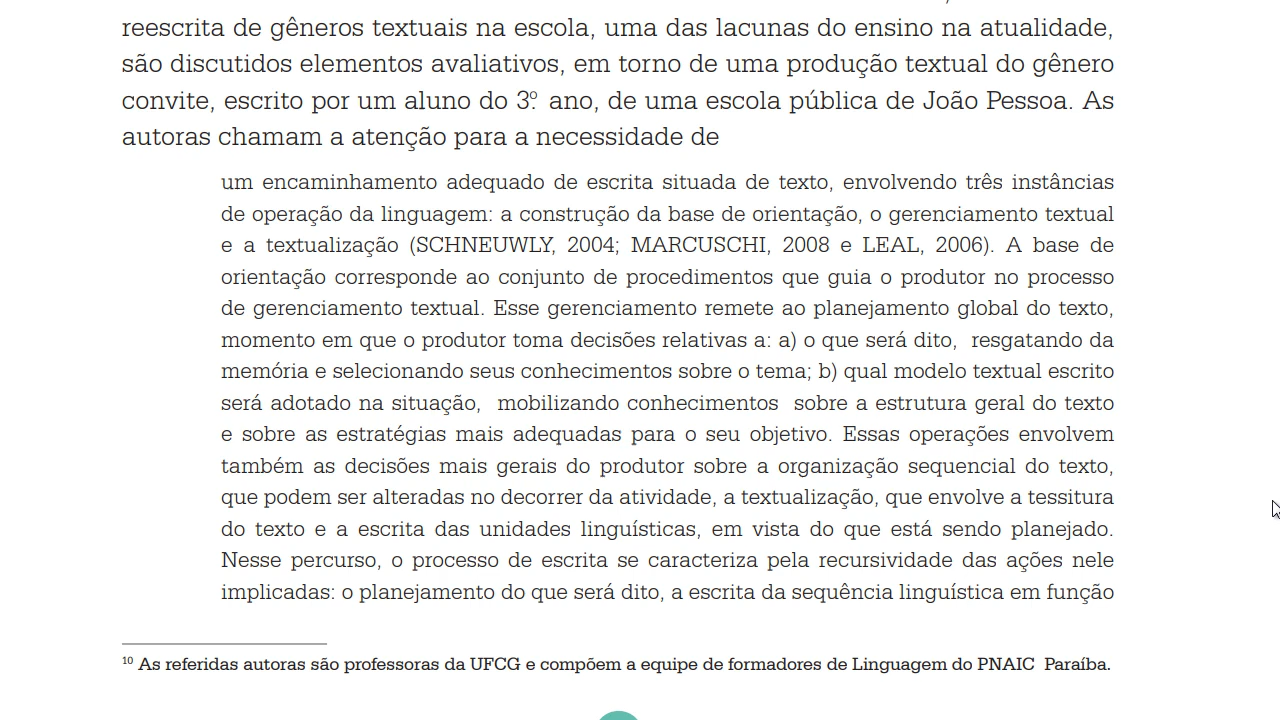 reescrita de gêneros textuais na escola, uma das lacunas do ensino na atualidade,
são discutidos elementos avaliativos, em torno de uma produção textual do gênero
convite, escrito por um aluno do 3º. ano, de uma escola pública de João Pessoa. As
autoras chamam a atenção para a necessidade de
um encaminhamento adequado de escrita situada de texto, envolvendo três instâncias
de operação da linguagem: a construção da base de orientação, o gerenciamento textual
e a textualização (SCHNEUWLY, 2004; MARCUSCHI, 2008 e LEAL, 2006). A base de
orientação corresponde ao conjunto de procedimentos que guia o produtor no processo
de gerenciamento textual. Esse gerenciamento remete ao planejamento global do texto,
momento em que o produtor toma decisões relativas a: a) o que será dito, resgatando da
memória e selecionando seus conhecimentos sobre o tema; b) qual modelo textual escrito
será adotado na situação, mobilizando conhecimentos sobre a estrutura geral do texto
e sobre as estratégias mais adequadas para o seu objetivo. Essas operações envolvem
também as decisões mais gerais do produtor sobre a organização sequencial do texto,
que podem ser alteradas no decorrer da atividade, a textualização, que envolve a tessitura
do texto e a escrita das unidades linguísticas, em vista do que está sendo planejado.
Nesse percurso, o processo de escrita se caracteriza pela recursividade das ações nele
implicadas: o planejamento do que será dito, a escrita da sequência linguística em função
10 As referidas autoras são professoras da UFCG e compõem a equipe de formadores de Linguagem do PNAIC Paraíba.